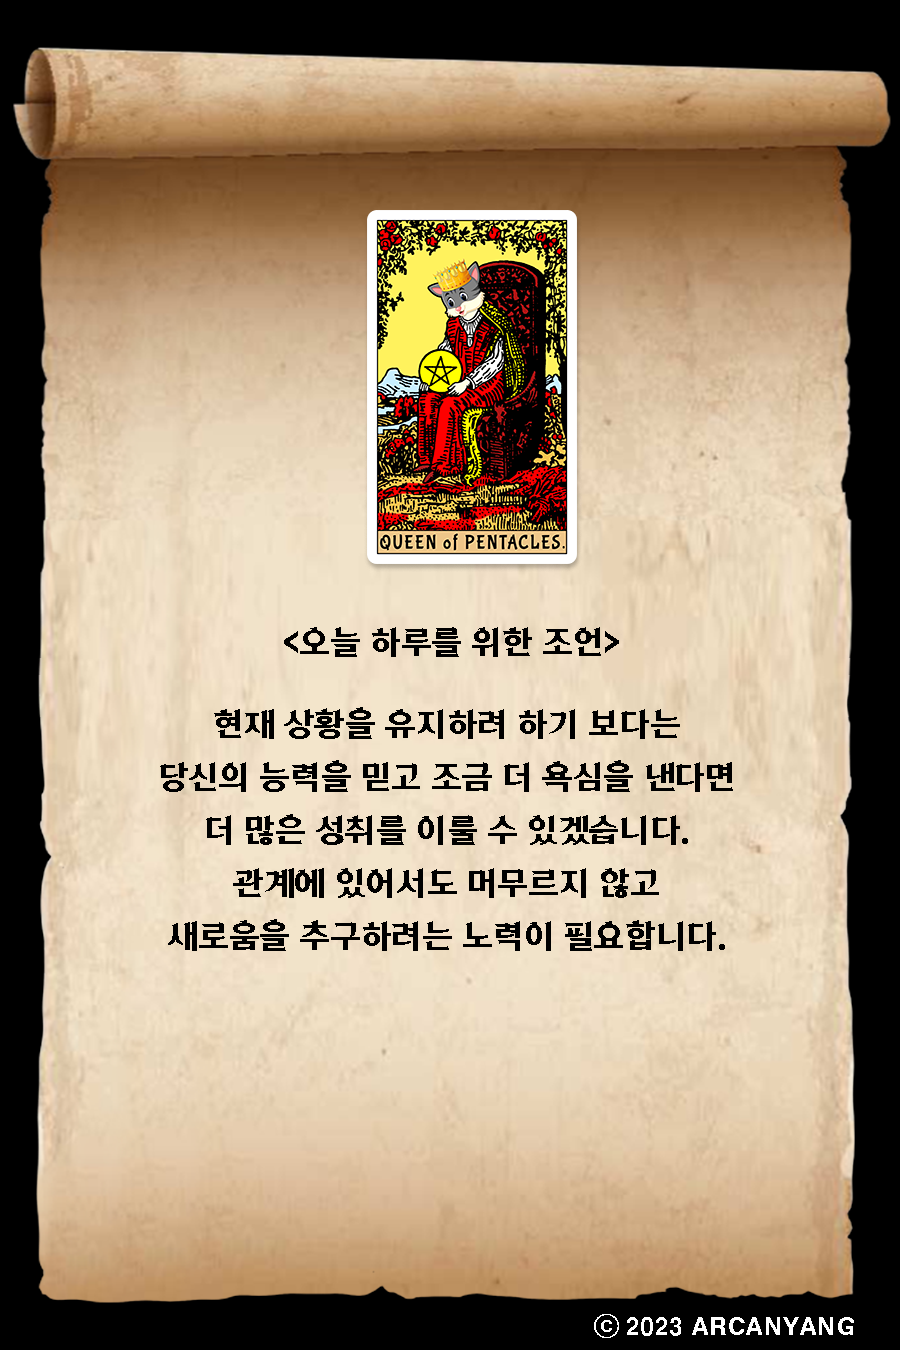 QUEEN of PENTACLES.
<오늘 하루를 위한 조언>
현재 상황을 유지하려 하기 보다는
당신의 능력을 믿고 조금 더 욕심을 낸다면
더 많은 성취를 이룰 수 있겠습니다.
관계에 있어서도 머무르지 않고
새로움을 추구하려는 노력이 필요합니다.
ⓒ 2023 ARCANYANG